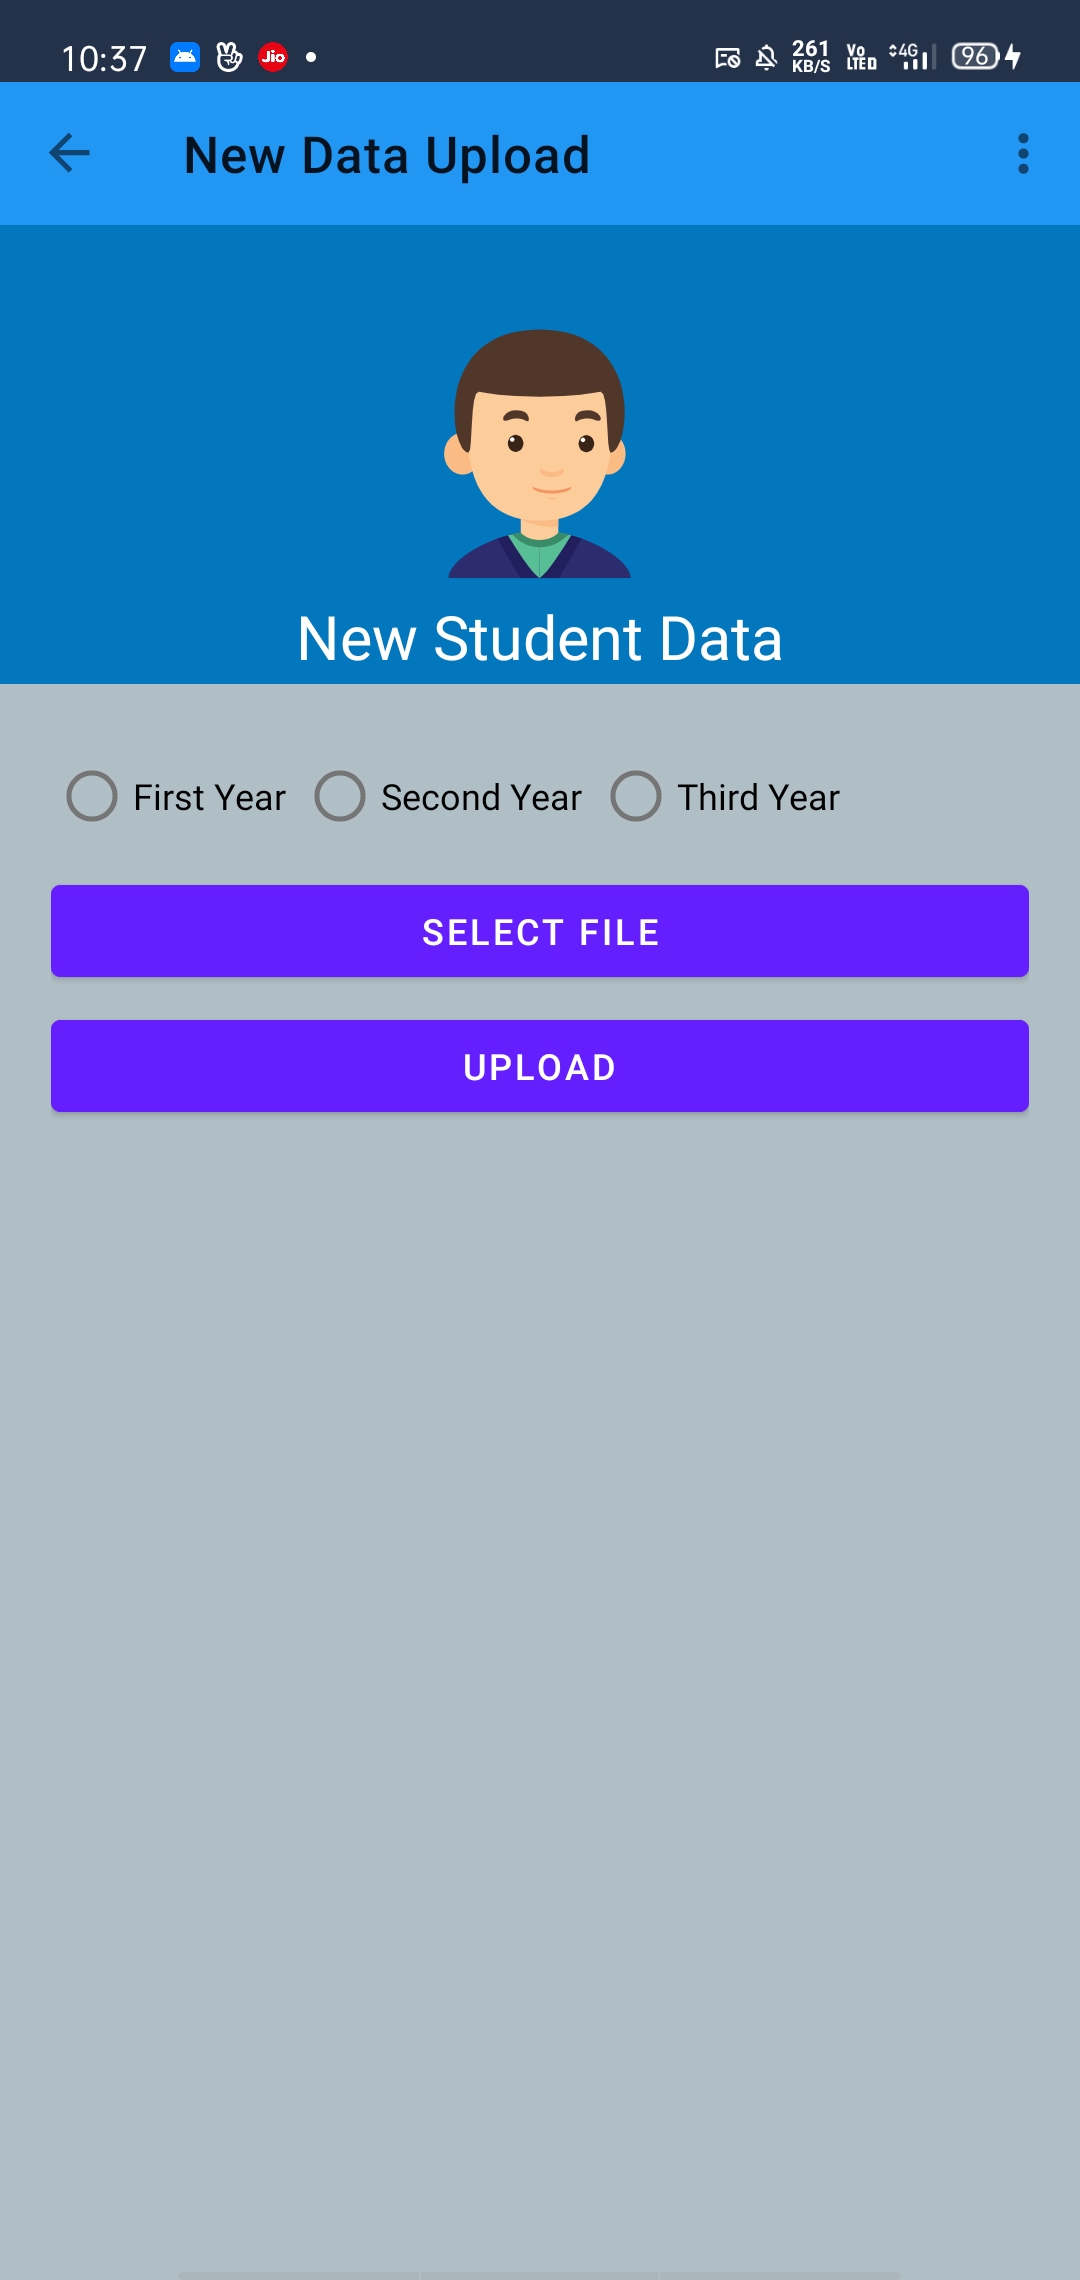 10:37 Jio 261 KB/S Vo LTE 4G 96
New Data Upload
New Student Data
First Year Second Year Third Year
SELECT FILE
UPLOAD